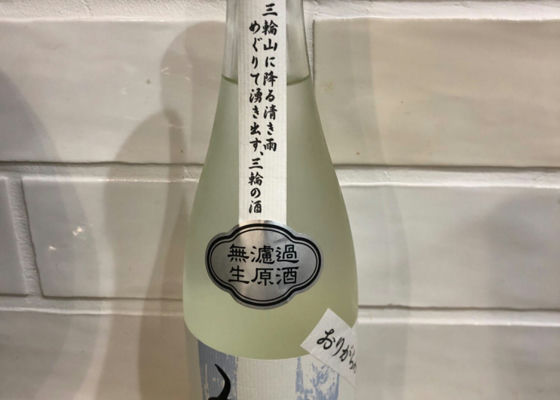 三輪山に降る清き雨
めぐりて湧き出す、三輪の酒
無濾過
生原酒
おりがらみ